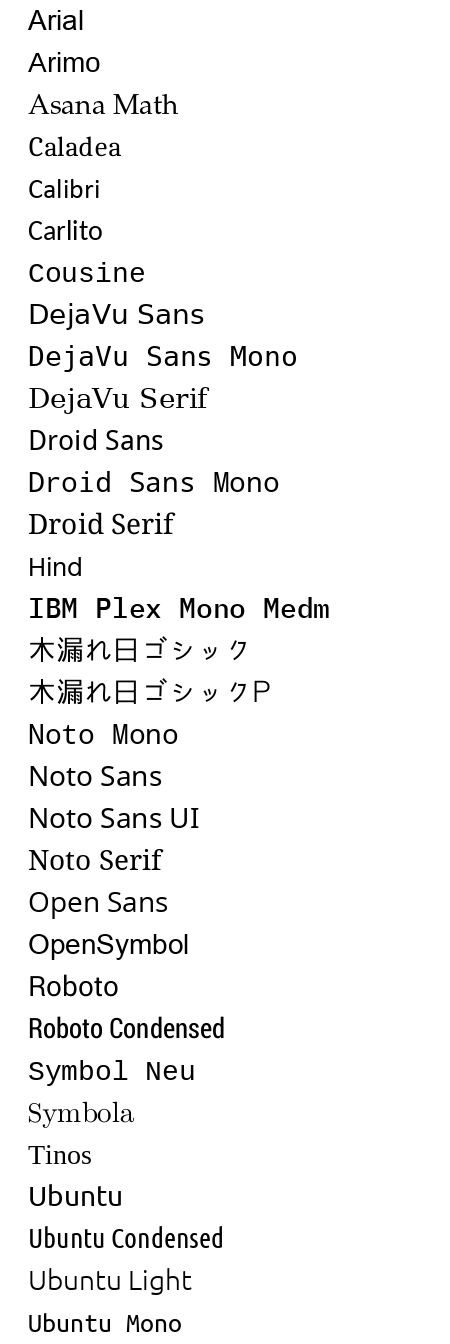 Arial
Arimo
Asana Math
Caladea
Calibri
Carlito
Cousine
DejaVu Sans
DejaVu Sans Mono
DejaVu Serif
Droid Sans
Droid Sans Mono
Droid Serif
Hind
IBM Plex Mono Medm
木漏れ日ゴシック
木漏れ日ゴシックP
Noto Mono
Noto Sans
Noto Sans UI
Noto Serif
Open Sans
OpenSymbol
Roboto
Roboto Condensed
Symbol Neu
Symbola
Tinos
Ubuntu
Ubuntu Condensed
Ubuntu Light
Ubuntu Mono